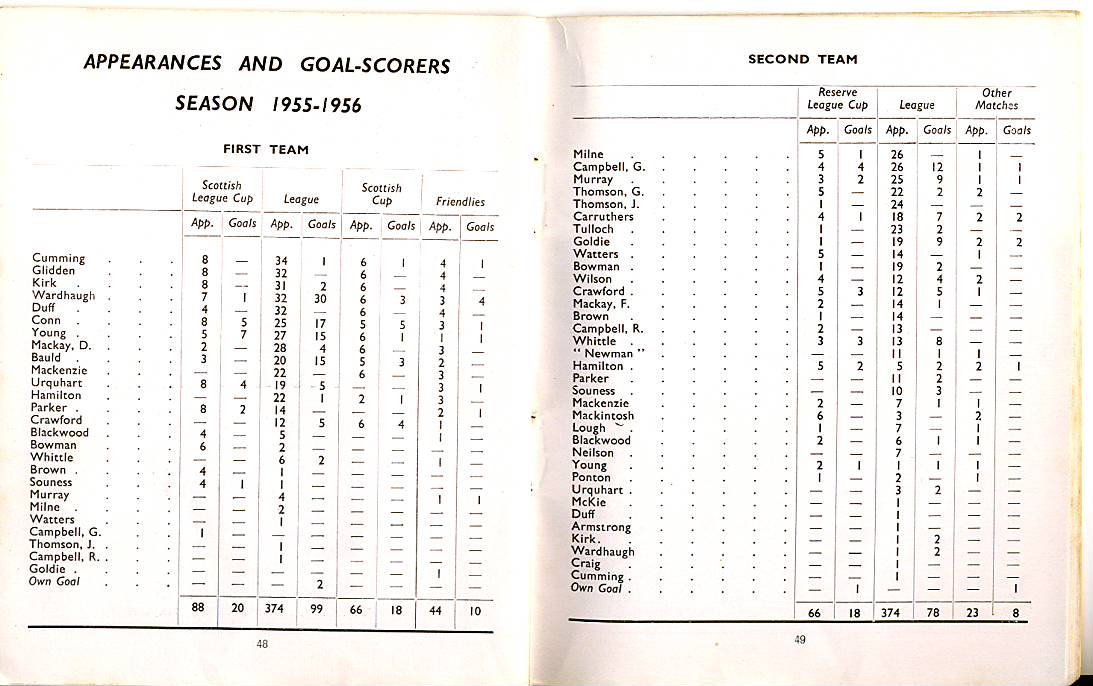 APPEARANCES AND GOAL-SCORERS
SEASON 1955-1956
FIRST TEAM
Scottish League Cup League Scottish Cup Friendlies
App. Goals App. Goals App. Goals App. Goals
Cumming . . . 8 — 34 1 6 1 4 1
Glidden . . . 8 — 32 — 6 — 4 —
Kirk . . . . 8 — 31 2 6 — 4 —
Wardhaugh . . . 7 1 32 30 6 3 3 4
Duff . . . . 4 — 32 — 6 — 4 —
Conn . . . . 8 5 25 17 5 5 3 1
Young . . . . 5 7 27 15 6 1 1 1
Mackay, D. . . . 2 — 28 4 6 — 3 —
Bauld . . . . 3 — 20 15 5 3 2 —
Mackenzie . . . — — 22 — 6 — 3 —
Urquhart . . . 8 4 19 5 — — 3 1
Hamilton . . . — — 22 1 2 1 3 —
Parker . . . . 8 2 14 — — — 2 1
Crawford . . . — — 12 5 6 4 1 —
Blackwood . . . 4 — 5 — — — 1 —
Bowman . . . 6 — 2 — — — — —
Whittle . . . — — 6 2 — — 1 —
Brown . . . . 4 — 1 — — — — —
Souness . . . 4 1 1 — — — — —
Murray . . . — — 4 — — — 1 1
Milne . . . . — — 2 — — — — —
Watters . . . — — 1 — — — — —
Campbell, G. . . 1 — — — — — — —
Thomson, J. . . . — — 1 — — — — —
Campbell, R. . . . — — 1 — — — — —
Goldie . . . . — — — — — — 1 —
Own Goal . . . — — — 2 — — — —
88 20 374 99 66 18 44 10
48
SECOND TEAM
Reserve League Cup League Other Matches
App. Goals App. Goals App. Goals
Milne . . . . . . 5 1 26 — 1 —
Campbell, G. . . . . . 4 4 26 12 1 1
Murray . . . . . . 3 2 25 9 1 1
Thomson, G. . . . . . 5 — 22 2 2 —
Thomson, J. . . . . . 1 — 24 — — —
Carruthers . . . . . 4 1 18 7 2 2
Tulloch . . . . . . 1 — 23 2 — —
Goldie . . . . . . 1 — 19 9 2 2
Watters . . . . . . 5 — 14 — 1 —
Bowman . . . . . . 1 — 19 2 — —
Wilson . . . . . . 4 — 12 4 2 —
Crawford . . . . . . 5 3 12 5 1 —
Mackay, F. . . . . . 2 — 14 1 — —
Brown . . . . . . 1 — 14 — — —
Campbell, R. . . . . . 2 — 13 — — —
Whittle . . . . . . 3 3 13 8 — —
" Newman " . . . . . — — 11 1 1 —
Hamilton . . . . . . 5 2 5 2 2 1
Parker . . . . . . — — 11 2 — —
Souness . . . . . . — — 10 3 — —
Mackenzie . . . . . 2 — 7 1 1 —
Mackintosh . . . . . 6 — 3 — 2 —
Lough . . . . . . 1 — 7 — 1 —
Blackwood . . . . . 2 — 6 1 1 —
Neilson . . . . . . — — 7 — — —
Young . . . . . . 2 1 1 1 1 —
Ponton . . . . . . 1 — 2 — 1 —
Urquhart . . . . . . — — 3 2 — —
McKie . . . . . . — — 1 — — —
Duff . . . . . . — — 1 — — —
Armstrong . . . . . — — 1 — — —
Kirk. . . . . . . — — 1 2 — —
Wardhaugh . . . . . — — 1 2 — —
Craig . . . . . . — — 1 — — —
Cumming . . . . . . — — 1 — — —
Own Goal . . . . . . — 1 — — — 1
66 18 374 78 23 8
49